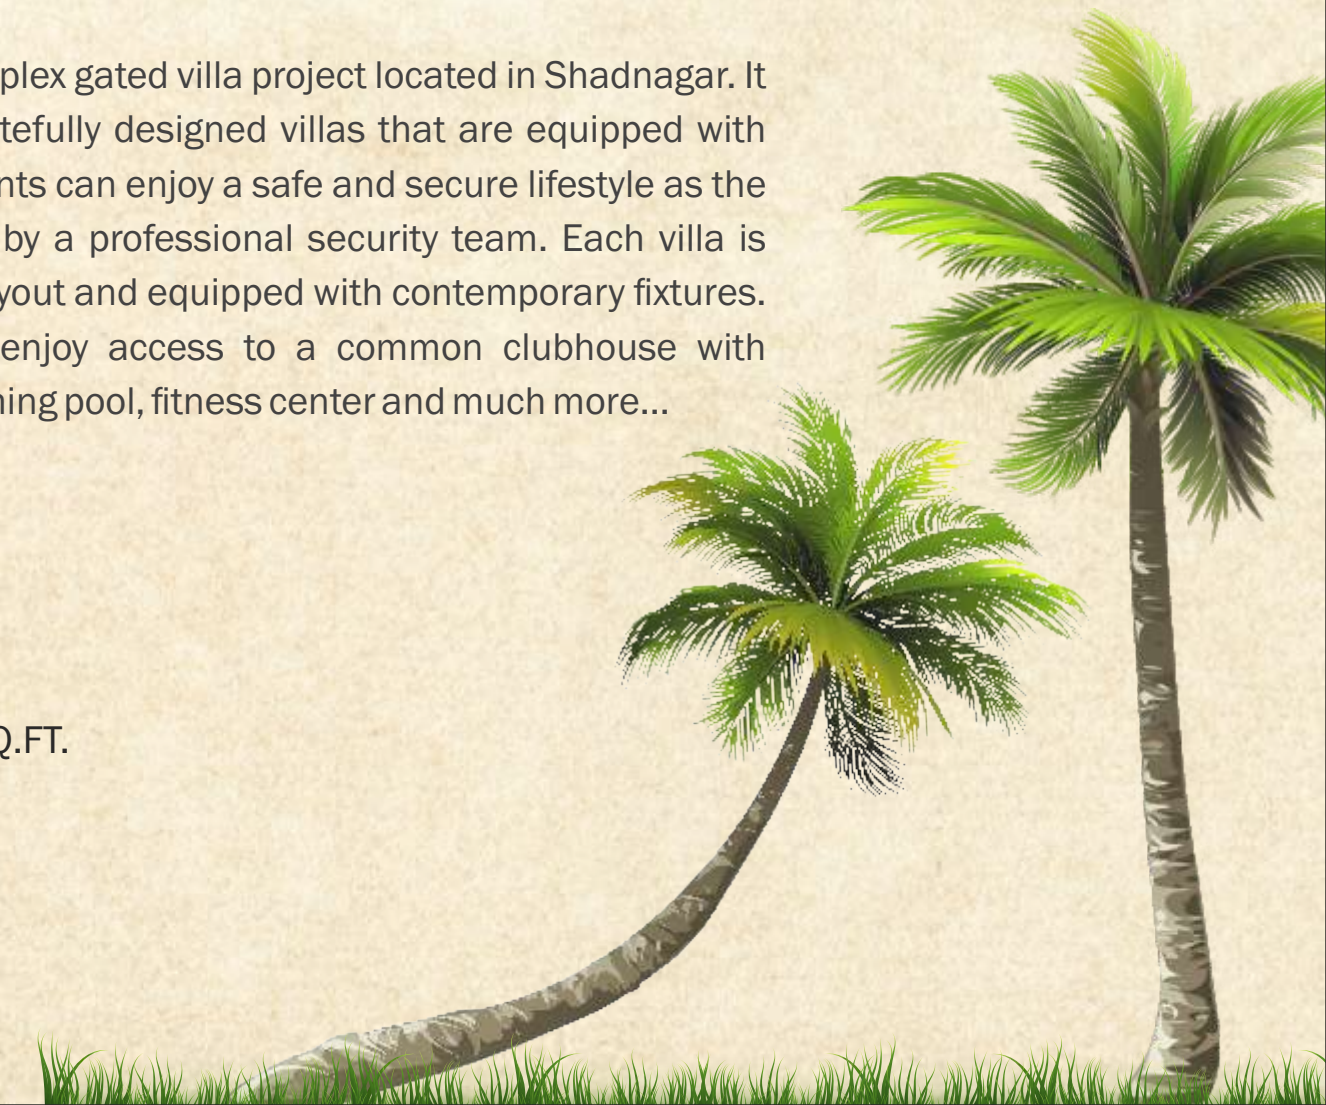 plex gated villa project located in Shadnagar. It
tefully designed villas that are equipped with
nts can enjoy a safe and secure lifestyle as the
by a professional security team. Each villa is
yout and equipped with contemporary fixtures.
enjoy access to a common clubhouse with
ning pool, fitness center and much more...
Q.FT.